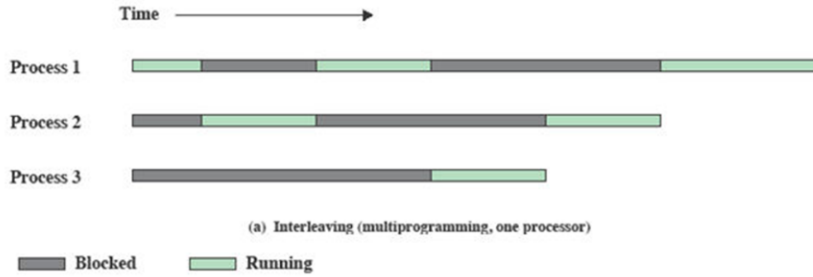 Time
Process 1
Process 2
Process 3
(a) Interleaving (multiprogramming, one processor)
Blocked Running